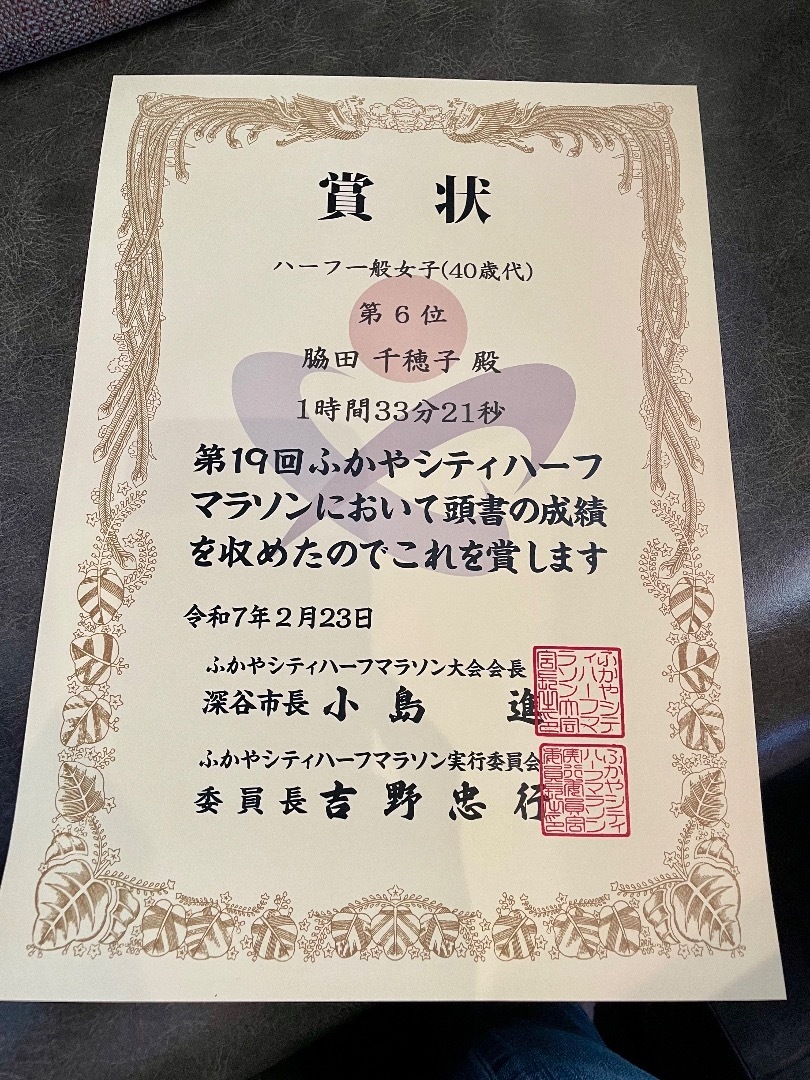 賞 状
ハーフ一般女子(40歳代)
第 6 位
脇田 千穂子 殿
1時間33分21秒
第19回ふかやシティハーフ
マラソンにおいて頭書の成績
を収めたのでこれを賞します
令和7年2月23日
ふかやシティハーフマラソン大会会長
深谷市長 小島 進
ふかやシティハーフマラソン実行委員会
委員長 吉野忠行